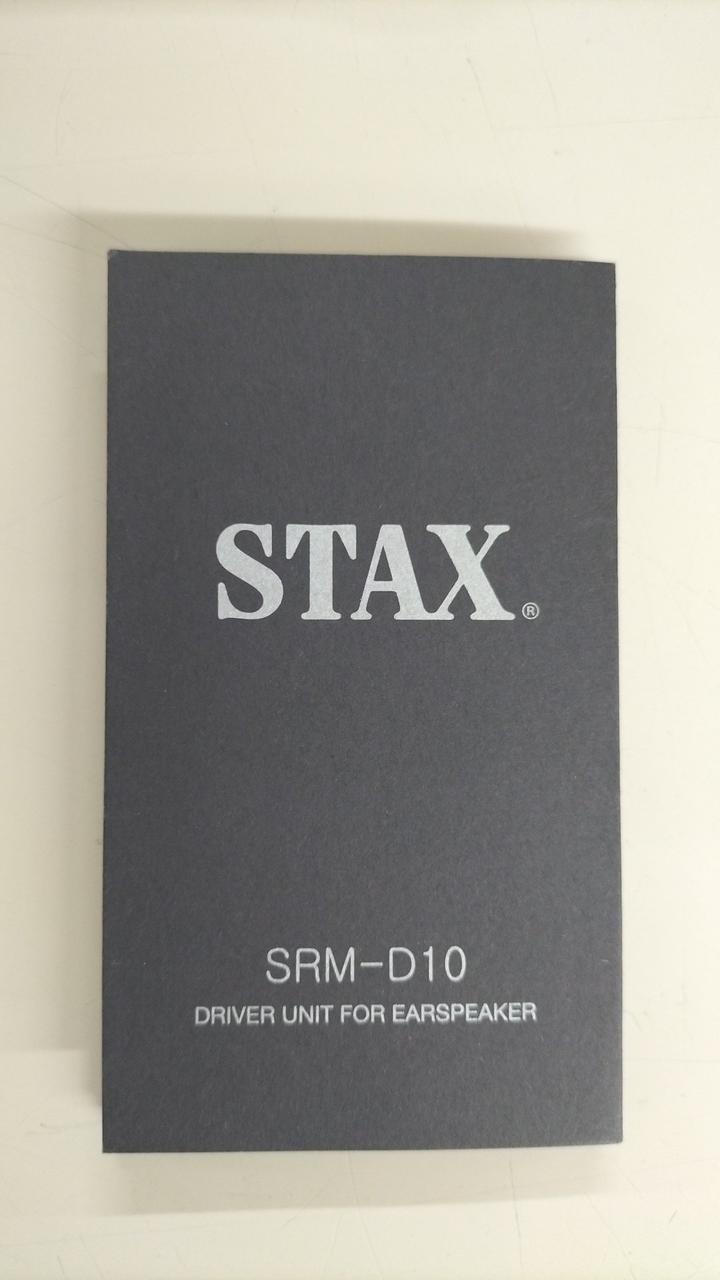 STAX®
SRM-D10
DRIVER UNIT FOR EARSPEAKER